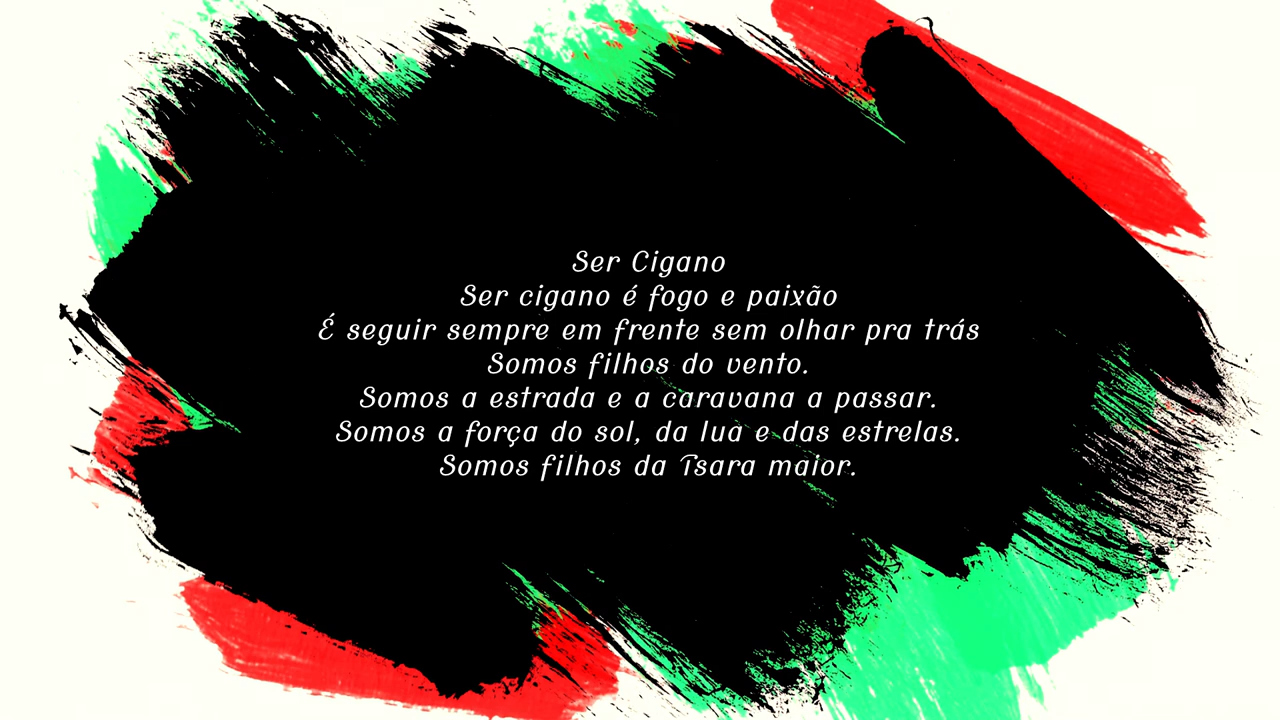 Ser Cigano
Ser cigano é fogo e paixão
É seguir sempre em frente sem olhar pra trás
Somos filhos do vento.
Somos a estrada e a caravana a passar.
Somos a força do sol, da lua e das estrelas.
Somos filhos da Tsara maior.